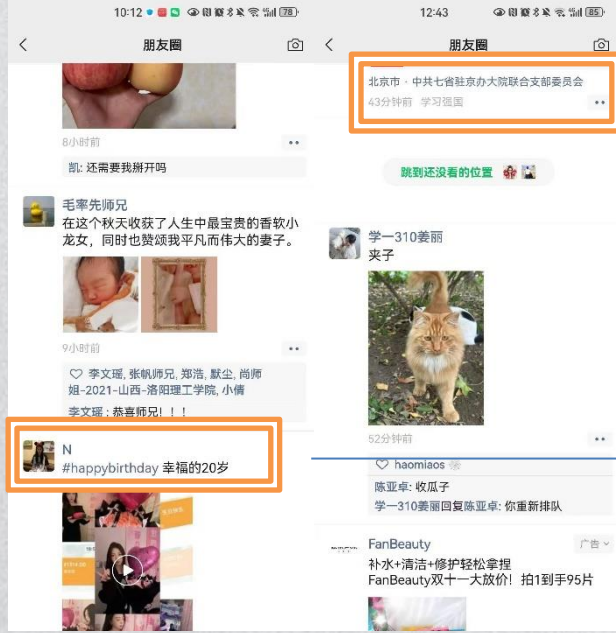 10:12
78
朋友圈
8小时前
凯: 还需要我掰开吗
毛率先师兄
在这个秋天收获了人生中最宝贵的香软小
龙女，同时也赞颂我平凡而伟大的妻子。
9小时前
李文瑶, 张帆师兄, 郑浩, 默尘, 尚师
姐-2021-山西-洛阳理工学院, 小倩
李文瑶: 恭喜师兄！！！
N
#happybirthday 幸福的20岁
12:43
85
朋友圈
北京市 · 中共七省驻京办大院联合支部委员会
43分钟前 学习强国
跳到还没看的位置
学一310姜丽
夹子
52分钟前
haomiaos
陈亚卓: 收瓜子
学一310姜丽回复陈亚卓: 你重新排队
FanBeauty
广告
补水+清洁+修护轻松拿捏
FanBeauty双十一大放价！拍1到手95片